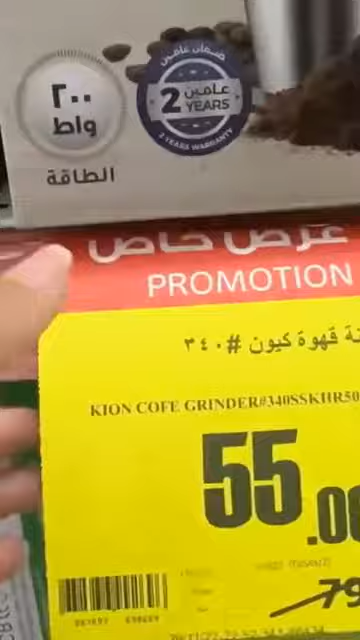 ضمان عامين
٢٠٠
واط
2 عامين
YEARS
2 YEARS WARRANTY
الطاقة
عرض خاص
PROMOTION
قهوة كيون #٣٤٠
KION COFE GRINDER#340SSKHR50
55